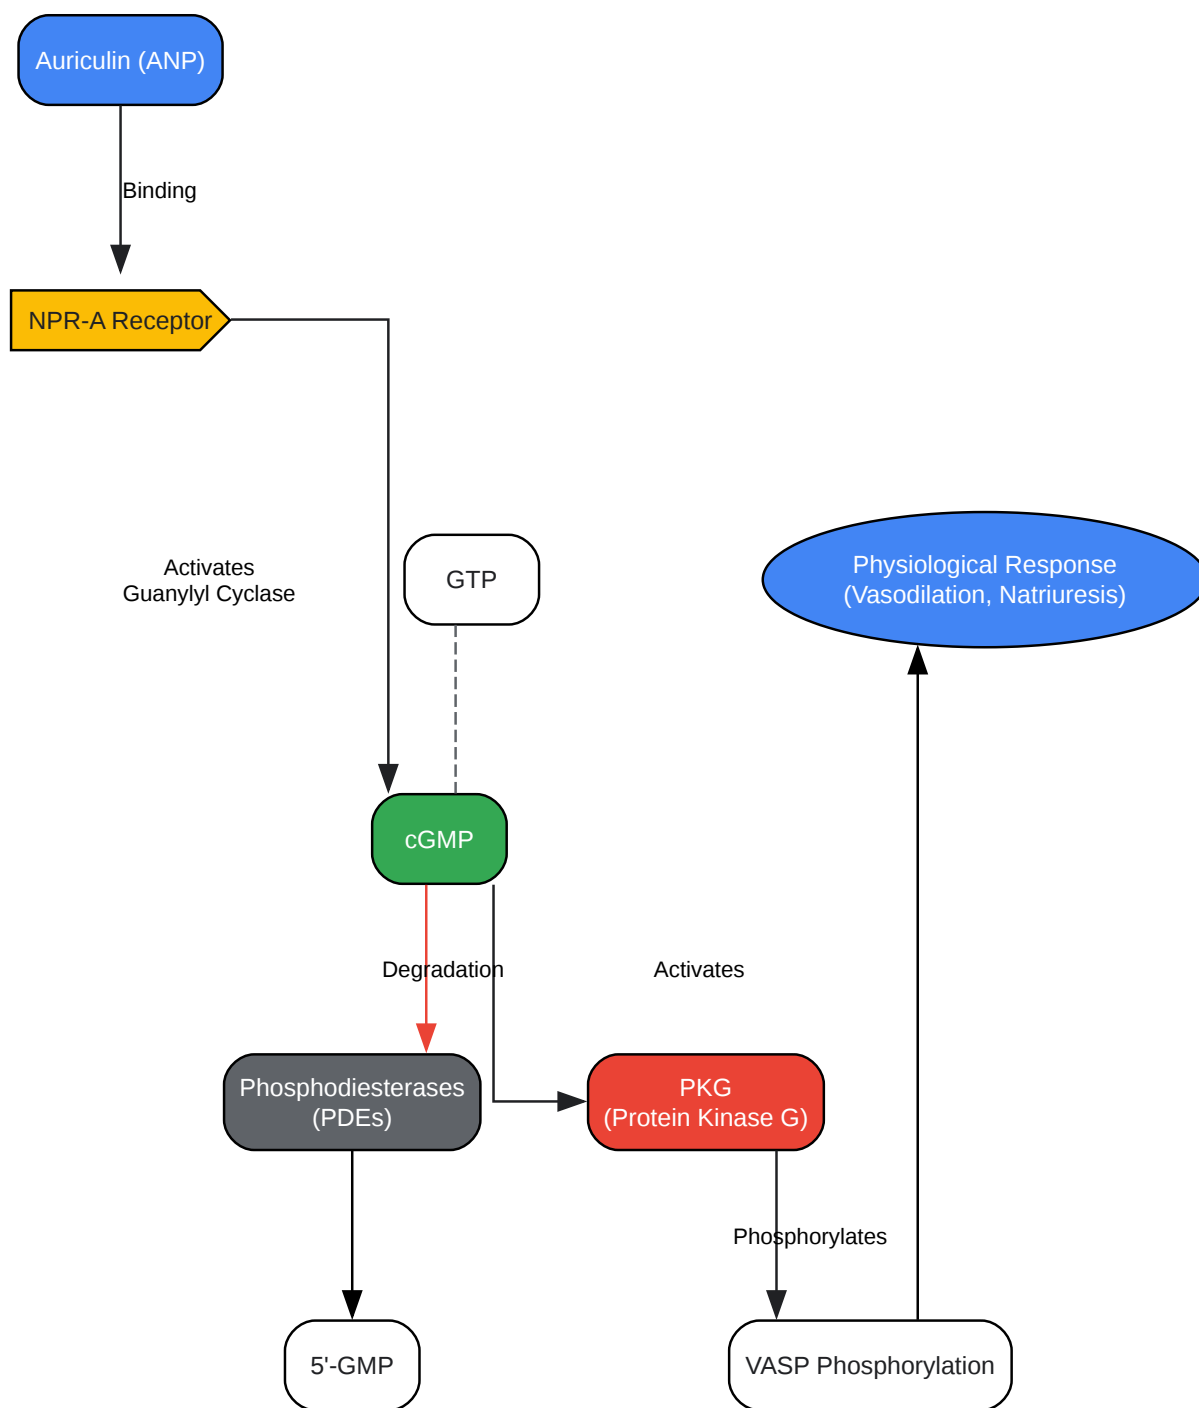 Auriculin (ANP)
Binding
NPR-A Receptor
Activates
Guanylyl Cyclase
GTP
Physiological Response
(Vasodilation, Natriuresis)
cGMP
Degradation
Activates
Phosphodiesterases
(PDEs)
PKG
(Protein Kinase G)
Phosphorylates
5'-GMP
VASP Phosphorylation